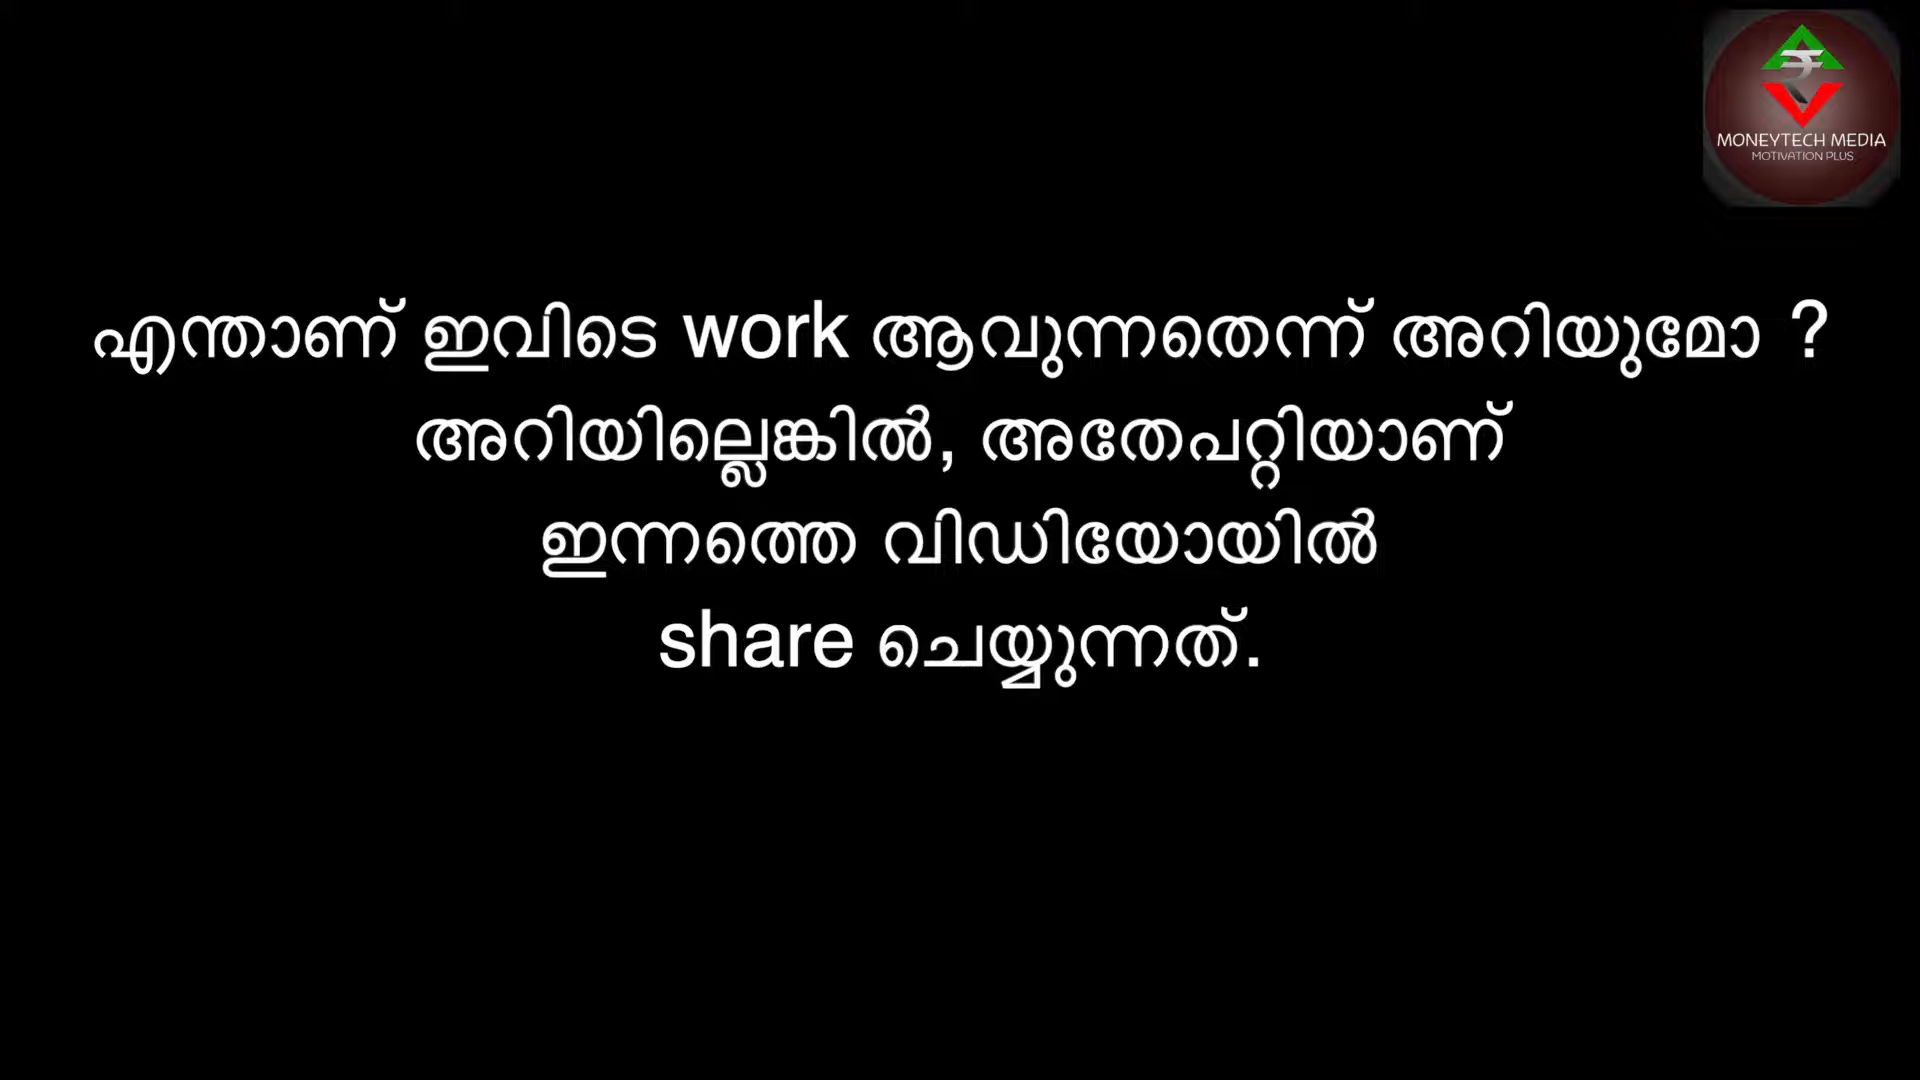 MONEYTECH MEDIA
MOTIVATION PLUS
എന്താണ് ഇവിടെ work ആവുന്നതെന്ന് അറിയുമോ ?
അറിയില്ലെങ്കിൽ, അതേപറ്റിയാണ്
ഇന്നത്തെ വിഡിയോയിൽ
share ചെയ്യുന്നത്.